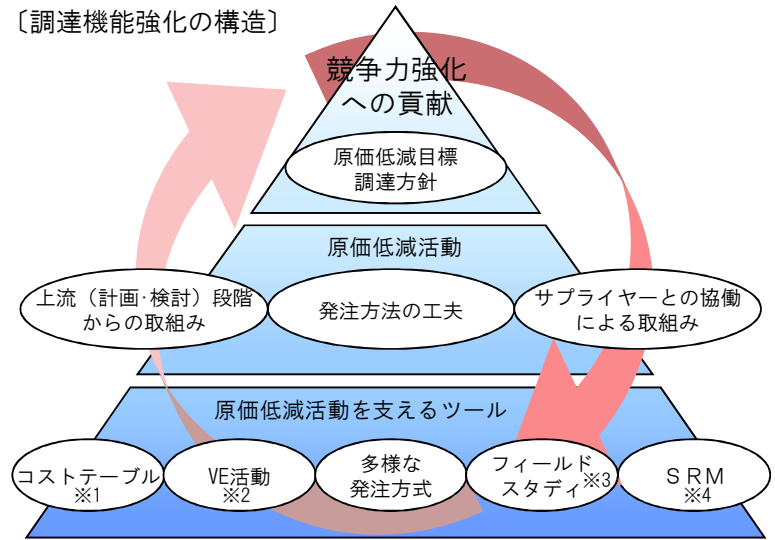 〔調達機能強化の構造〕
競争力強化
への貢献
原価低減目標
調達方針
原価低減活動
上流（計画･検討）段階
からの取組み
発注方法の工夫
サプライヤーとの協働
による取組み
原価低減活動を支えるツール
コストテーブル
※1
VE活動
※2
多様な
発注方式
フィールド
スタディ※3
ＳＲＭ
※4